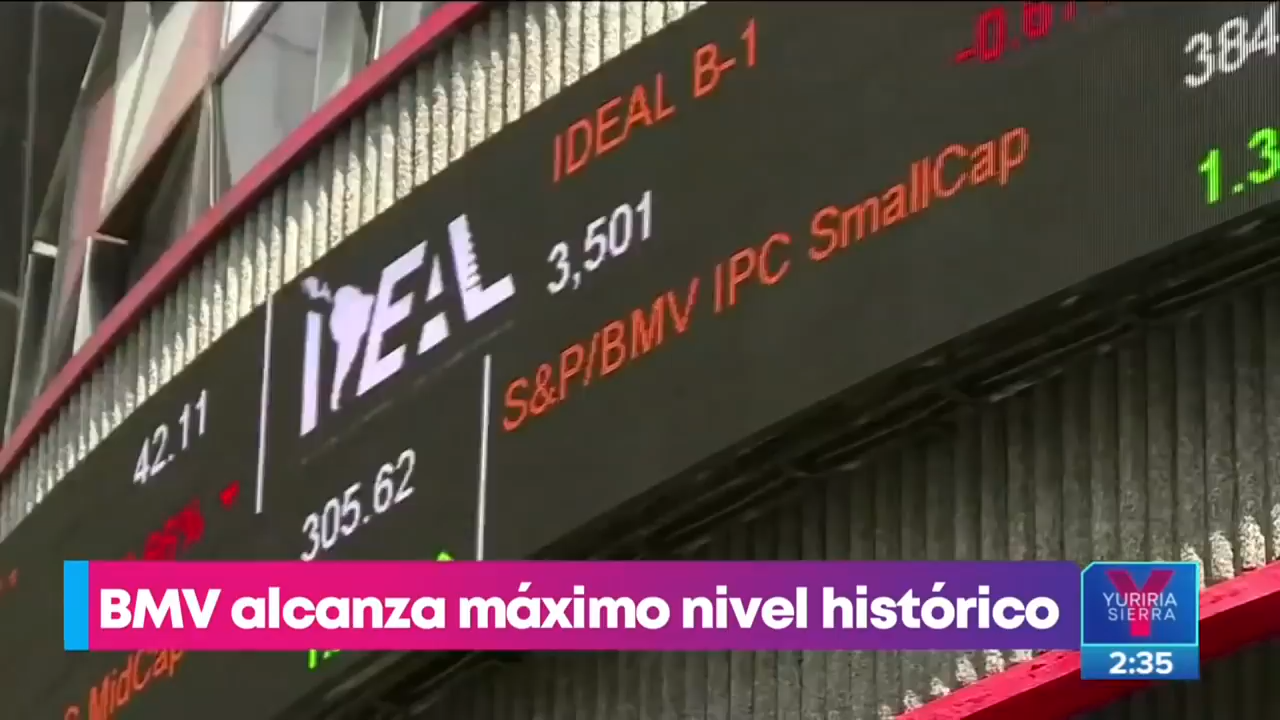 IDEAL B-1
384
3,501
S&P/BMV IPC SmallCap
1.3
IDEAL
42.11
305.62
BMV alcanza máximo nivel histórico
YURIRIA
SIERRA
2:35
MidCap